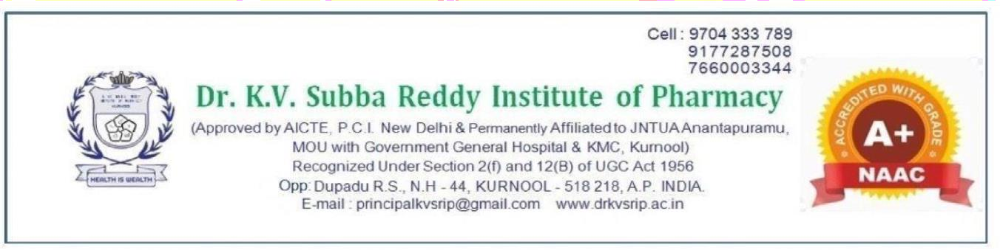 Cell : 9704 333 789
9177287508
7660003344
Dr. K.V. Subba Reddy Institute of Pharmacy
(Approved by AICTE, P.C.I. New Delhi & Permanently Affiliated to JNTUA Anantapuramu,
MOU with Government General Hospital & KMC, Kurnool)
Recognized Under Section 2(f) and 12(B) of UGC Act 1956
Opp: Dupadu R.S., N.H - 44, KURNOOL - 518 218, A.P. INDIA.
E-mail : principalkvsrip@gmail.com www.drkvsrip.ac.in
HEALTH IS WEALTH
ACCREDITED WITH GRADE
A+
NAAC